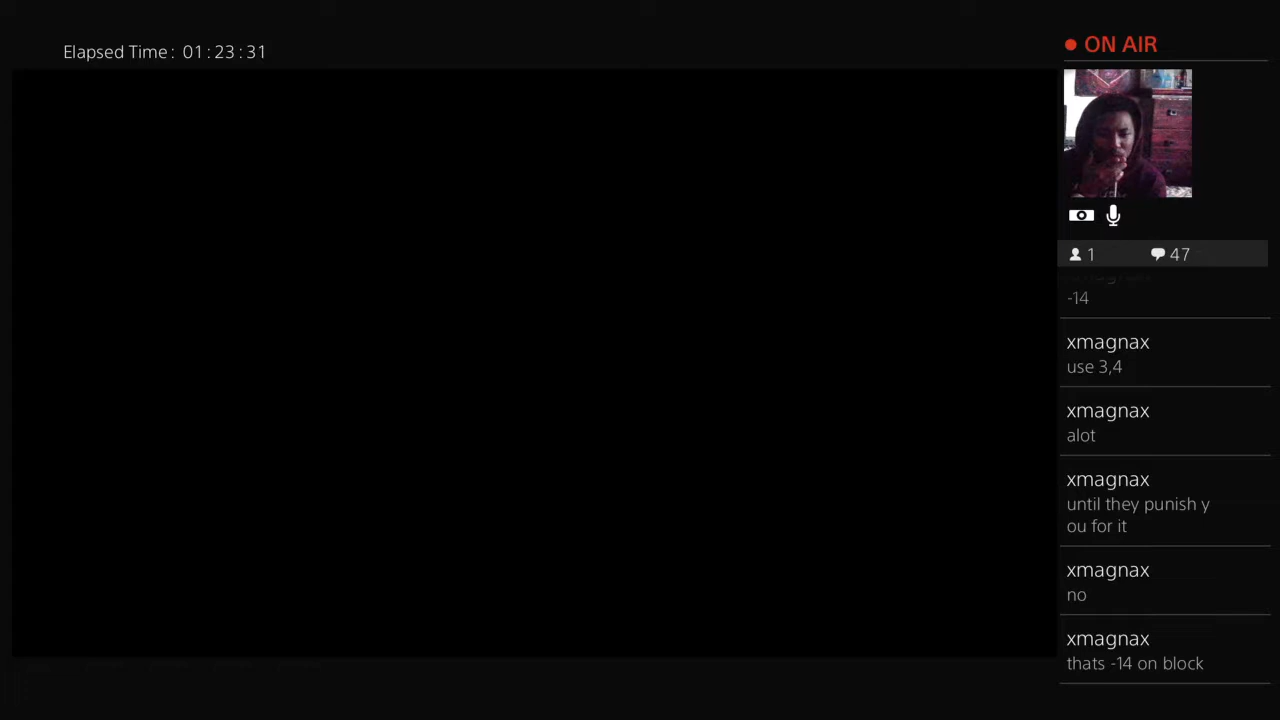 Elapsed Time: 01:23:31
ON AIR
1 47
-14
xmagnax
use 3,4
xmagnax
alot
xmagnax
until they punish y
ou for it
xmagnax
no
xmagnax
thats -14 on block